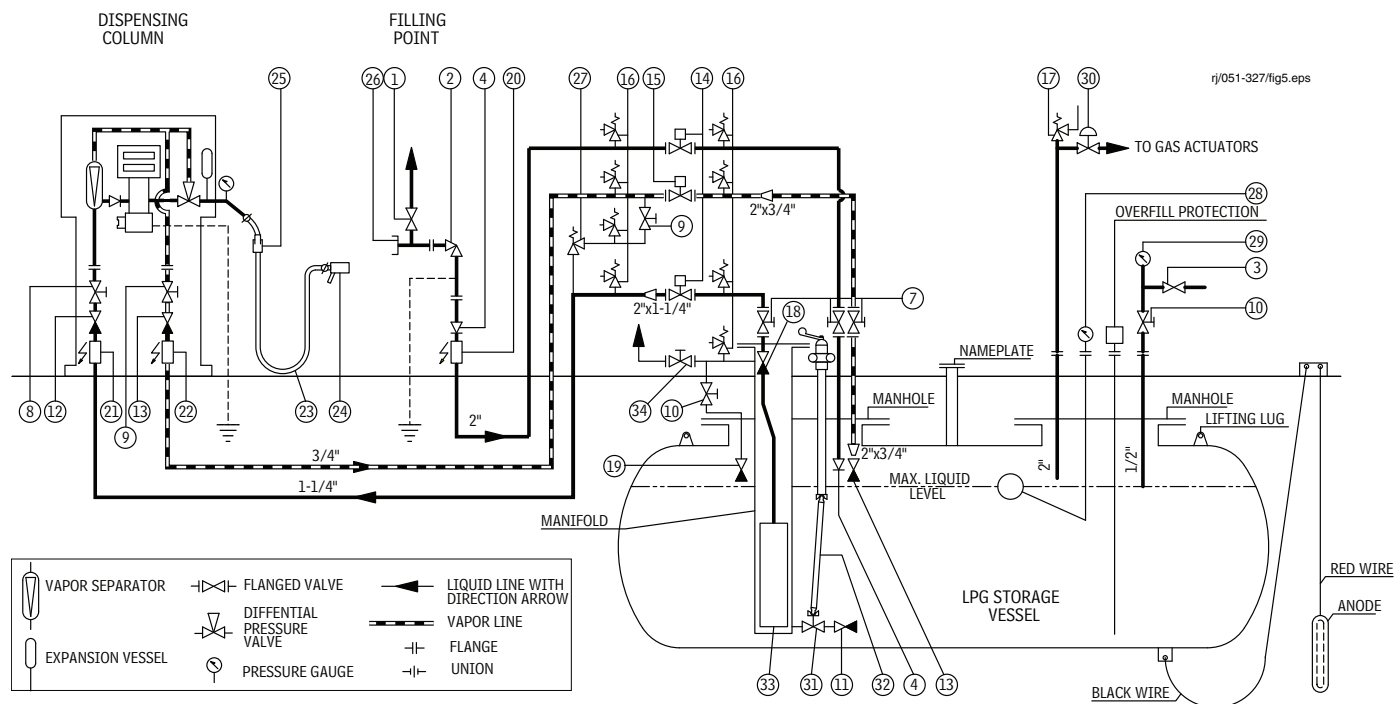 DISPENSING
COLUMN
FILLING
POINT
rj/051-327/fig5.eps
25
26
1
2
4
20
27
16
15
14
16
17
30
TO GAS ACTUATORS
28
OVERFILL PROTECTION
29
3
10
2"x3/4"
9
2"x1-1/4"
7
18
NAMEPLATE
8
12
21
13
9
22
23
24
34
10
MANHOLE
MANHOLE
LIFTING LUG
2"
3/4"
1-1/4"
19
2"x3/4"
2"
1/2"
MAX. LIQUID
LEVEL
MANIFOLD
LPG STORAGE
VESSEL
RED WIRE
ANODE
BLACK WIRE
33
31
11
32
4
13
VAPOR SEPARATOR
EXPANSION VESSEL
FLANGED VALVE
DIFFENTIAL
PRESSURE
VALVE
PRESSURE GAUGE
LIQUID LINE WITH
DIRECTION ARROW
VAPOR LINE
FLANGE
UNION